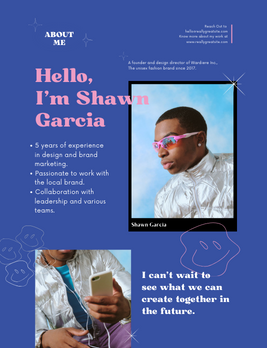 ABOUT
ME
Reach Out to:
hello@reallygreatsite.com
Know more about my work at
www.reallygreatsite.com
A founder and design director of Wardiere Inc.,
The unisex fashion brand since 2017.
Hello,
I'm Shawn
Garcia
• 5 years of experience
in design and brand
marketing.
• Passionate to work with
the local brand.
• Collaboration with
leadership and various
teams.
Shawn Garcia
I can't wait to
see what we can
create together in
the future.